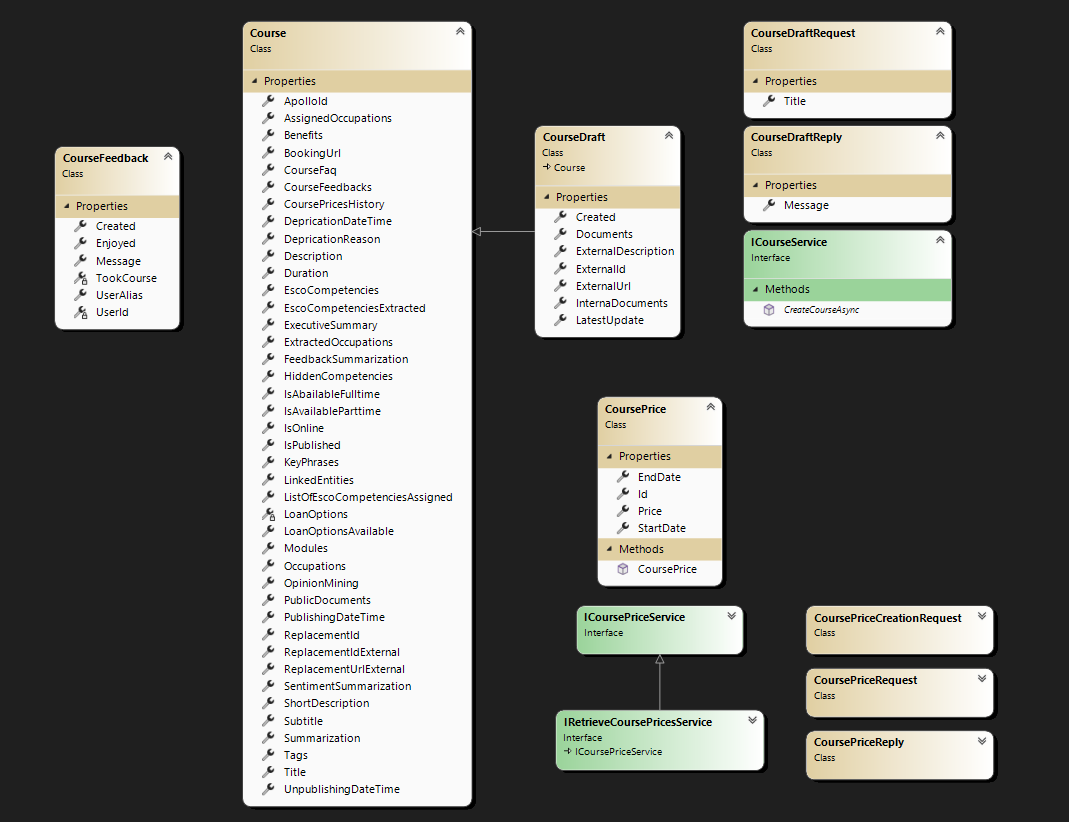 CourseFeedback
Class
Properties
Created
Enjoyed
Message
TookCourse
UserAlias
UserId
Course
Class
Properties
ApolloId
AssignedOccupations
Benefits
BookingUrl
CourseFaq
CourseFeedbacks
CoursePricesHistory
DepricationDateTime
DepricationReason
Description
Duration
EscoCompetencies
EscoCompetenciesExtracted
ExecutiveSummary
ExtractedOccupations
FeedbackSummarization
HiddenCompetencies
IsAbailableFulltime
IsAvailableParttime
IsOnline
IsPublished
KeyPhrases
LinkedEntities
ListOfEscoCompetenciesAssigned
LoanOptions
LoanOptionsAvailable
Modules
Occupations
OpinionMining
PublicDocuments
PublishingDateTime
ReplacementId
ReplacementIdExternal
ReplacementUrlExternal
SentimentSummarization
ShortDescription
Subtitle
Summarization
Tags
Title
UnpublishingDateTime
CourseDraft
Class
Course
Properties
Created
Documents
ExternalDescription
ExternalId
ExternalUrl
InternaDocuments
LatestUpdate
CourseDraftRequest
Class
Properties
Title
CourseDraftReply
Class
Properties
Message
ICourseService
Interface
Methods
CreateCourseAsync
CoursePrice
Class
Properties
EndDate
Id
Price
StartDate
Methods
CoursePrice
ICoursePriceService
Interface
IRetrieveCoursePricesService
Interface
ICoursePriceService
CoursePriceCreationRequest
Class
CoursePriceRequest
Class
CoursePriceReply
Class